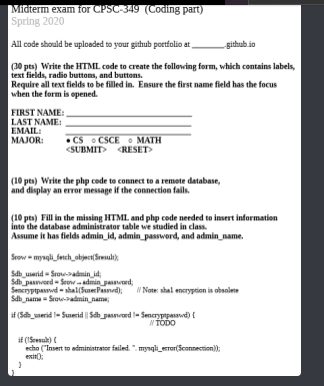 Midterm exam for CPSC-349 (Coding part)
Spring 2020
All code should be uploaded to your github portfolio at ________.github.io
(30 pts) Write the HTML code to create the following form, which contains labels,
text fields, radio buttons, and buttons.
Require all text fields to be filled in. Ensure the first name field has the focus
when the form is opened.
FIRST NAME: ____________________
LAST NAME: ____________________
EMAIL: ____________________
MAJOR: • CS ○ CSCE ○ MATH
<SUBMIT> <RESET>
(10 pts) Write the php code to connect to a remote database,
and display an error message if the connection fails.
(10 pts) Fill in the missing HTML and php code needed to insert information
into the database administrator table we studied in class.
Assume it has fields admin_id, admin_password, and admin_name.
$row = mysqli_fetch_object($result);
$db_userid = $row->admin_id;
$db_password = $row→admin_password;
$encryptpasswd = sha1($userPasswd); // Note: sha1 encryption is obsolete
$db_name = $row->admin_name;
if ($db_userid != $userid || $db_password != $encryptpasswd) {
// TODO
if (!$result) {
echo ("Insert to administrator failed. ". mysqli_error($connection));
exit();
}
}